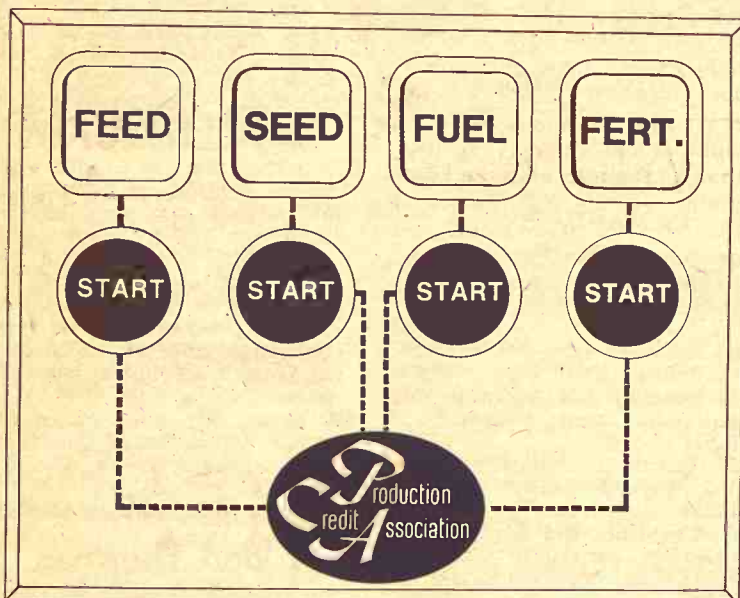 FEED SEED FUEL FERT.
START START START START
Production
Credit Association